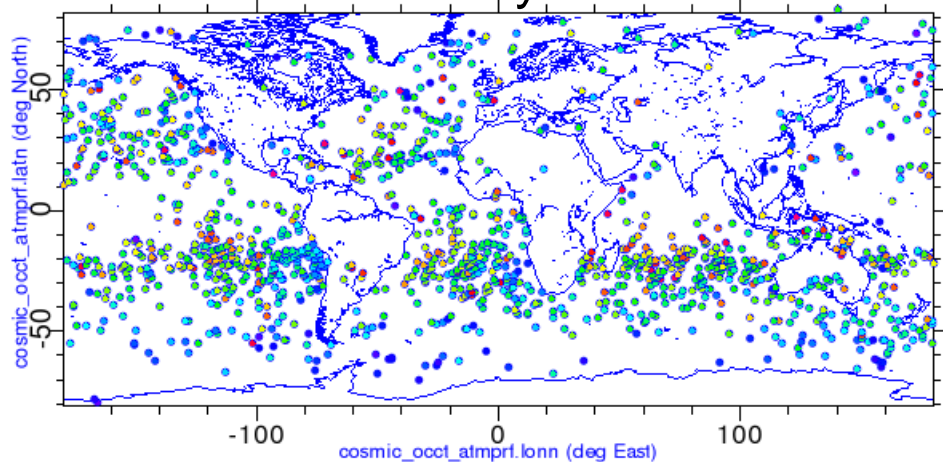 y
cosmic_occt_atmprf.latn (deg North)
50
0
-50
-100
0
100
cosmic_occt_atmprf.lonn (deg East)